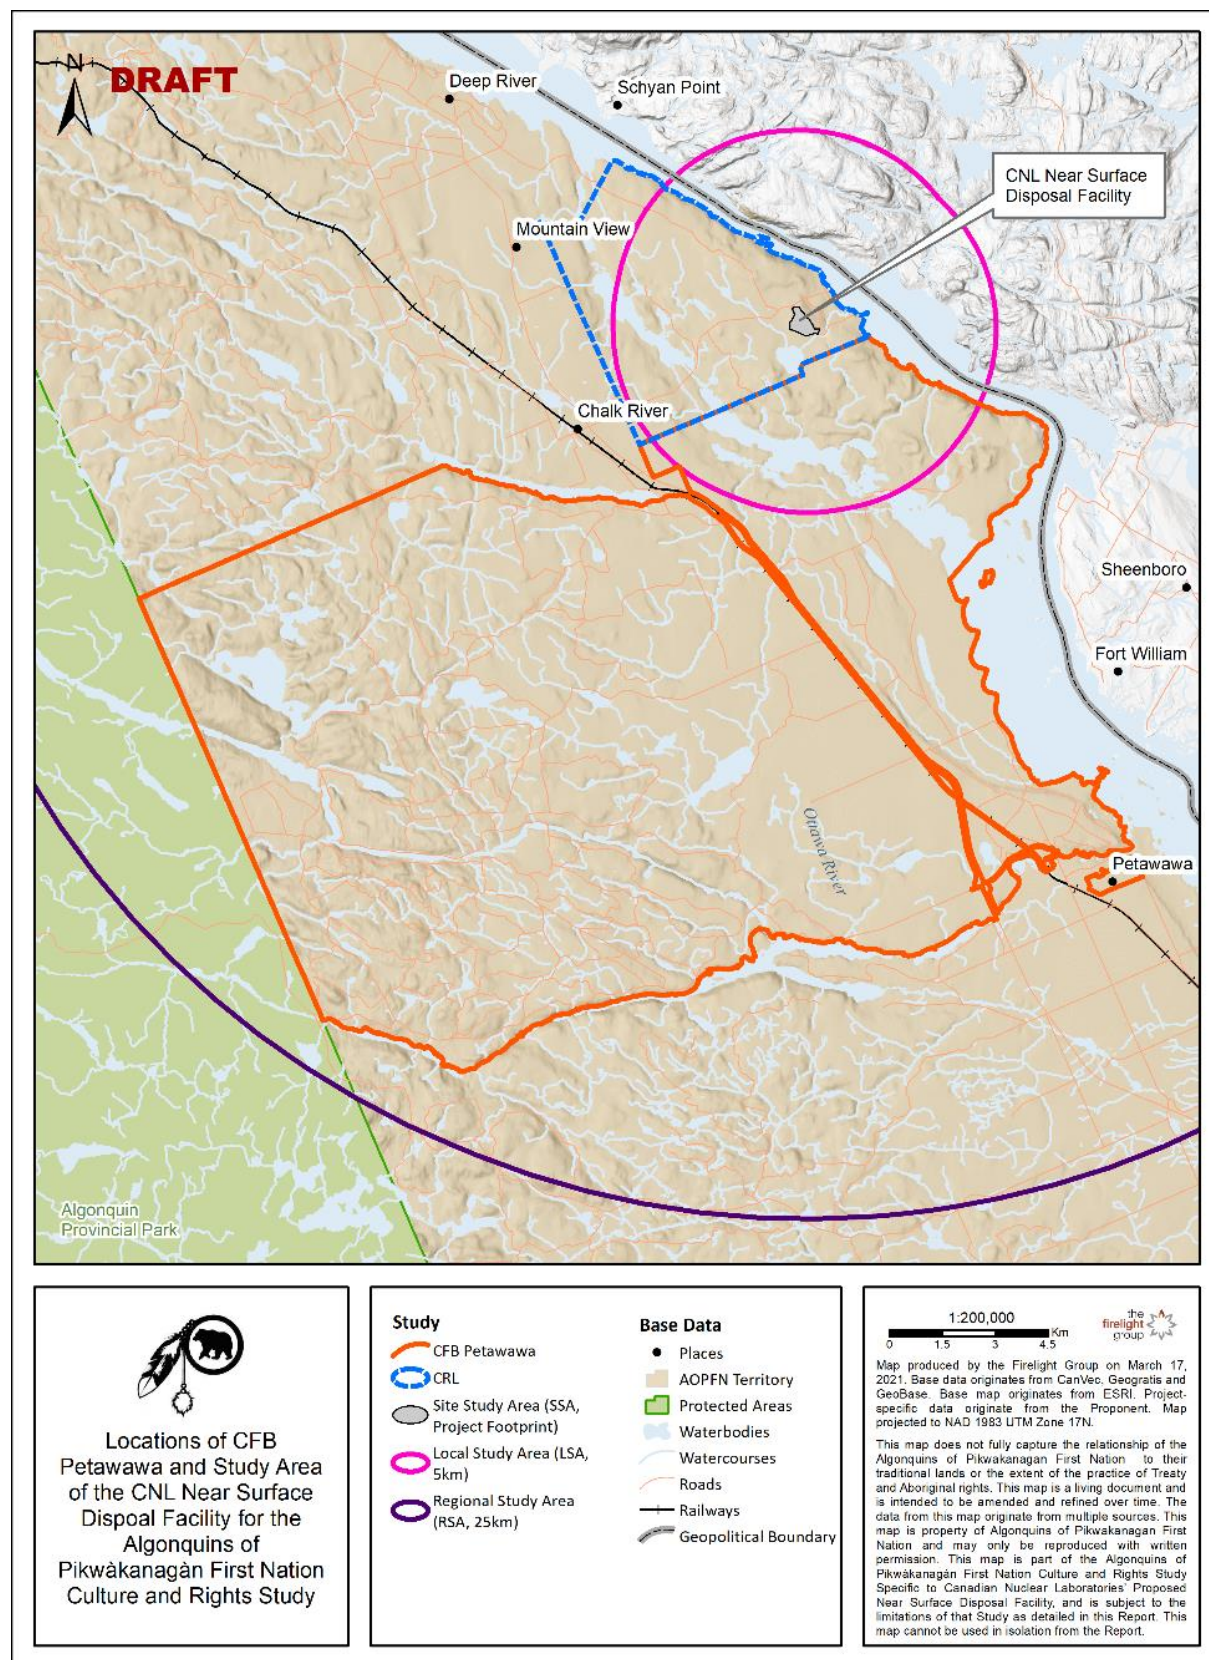 N
DRAFT
Deep River
Schyan Point
CNL Near Surface
Disposal Facility
Mountain View
Chalk River
Sheenboro
Fort William
Ottawa River
Petawawa
Algonquin
Provincial Park
Locations of CFB
Petawawa and Study Area
of the CNL Near Surface
Dispoal Facility for the
Algonquins of
Pikwàkanagàn First Nation
Culture and Rights Study
Study
CFB Petawawa
CRL
Site Study Area (SSA,
Project Footprint)
Local Study Area (LSA,
5km)
Regional Study Area
(RSA, 25km)
Base Data
Places
AOPFN Territory
Protected Areas
Waterbodies
Watercourses
Roads
Railways
Geopolitical Boundary
1:200,000
Km
0 1.5 3 4.5
the
firelight
group
Map produced by the Firelight Group on March 17,
2021. Base data originates from CanVec, Geogratis and
GeoBase. Base map originates from ESRI. Project-
specific data originate from the Proponent. Map
projected to NAD 1983 UTM Zone 17N.
This map does not fully capture the relationship of the
Algonquins of Pikwakanagan First Nation to their
traditional lands or the extent of the practice of Treaty
and Aboriginal rights. This map is a living document and
is intended to be amended and refined over time. The
data from this map originate from multiple sources. This
map is property of Algonquins of Pikwakanagan First
Nation and may only be reproduced with written
permission. This map is part of the Algonquins of
Pikwàkanagàn First Nation Culture and Rights Study
Specific to Canadian Nuclear Laboratories' Proposed
Near Surface Disposal Facility, and is subject to the
limitations of that Study as detailed in this Report. This
map cannot be used in isolation from the Report.